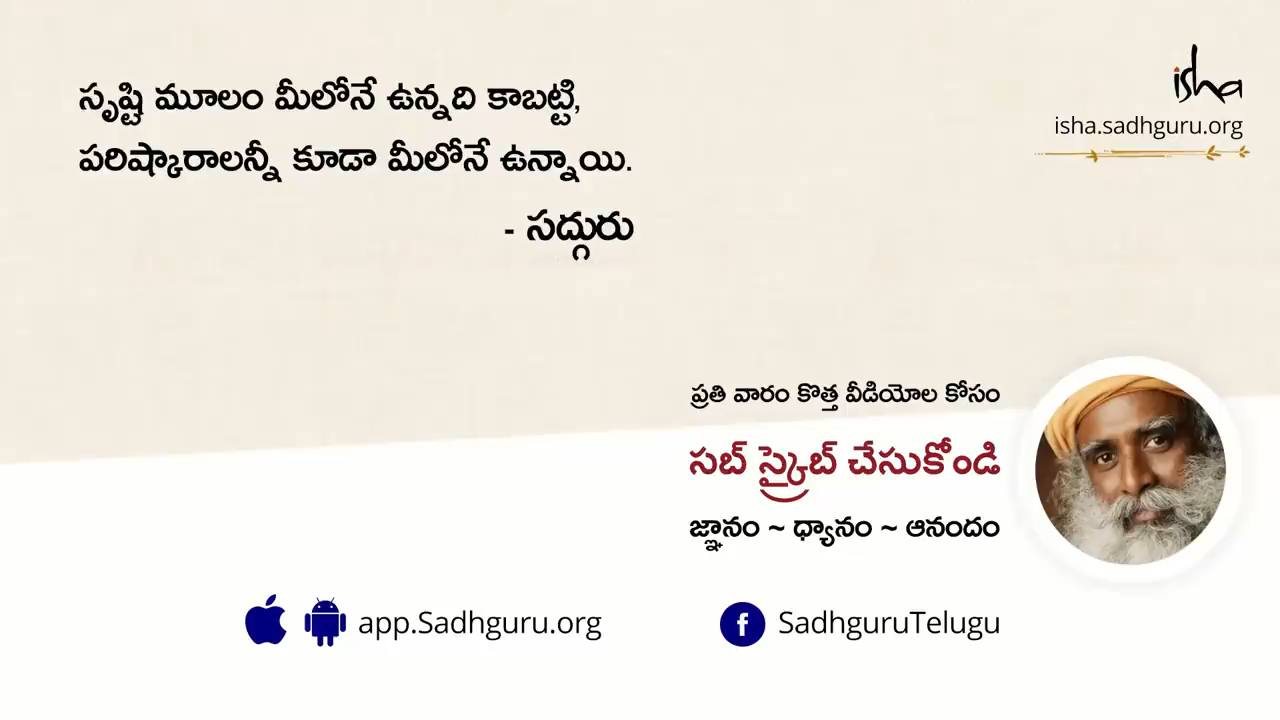 సృష్టి మూలం మీలోనే ఉన్నది కాబట్టి,
పరిష్కారాలన్నీ కూడా మీలోనే ఉన్నాయి.
- సద్గురు
isha
isha.sadhguru.org
ప్రతి వారం కొత్త వీడియోల కోసం
సబ్ స్క్రైబ్ చేసుకోండి
జ్ఞానం ~ ధ్యానం ~ ఆనందం
app.Sadhguru.org
f SadhguruTelugu